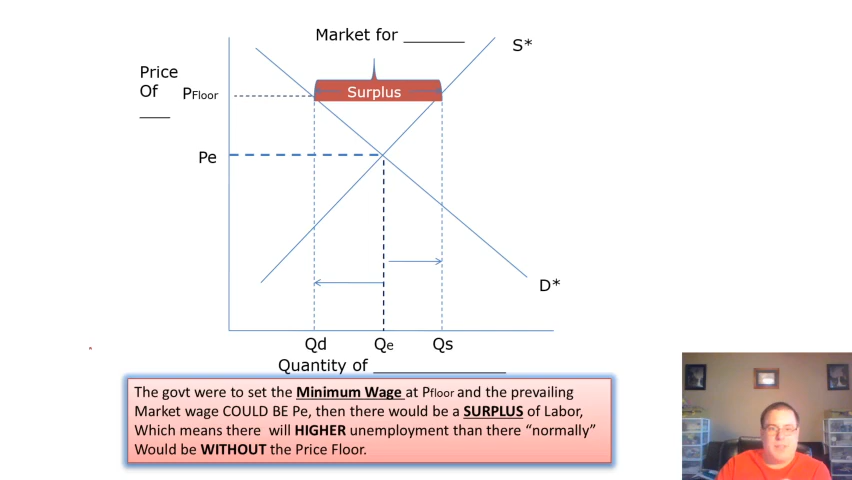 Market for _______
S*
Price
Of
____
PFloor
Surplus
Pe
D*
Qd
Qe
Qs
Quantity of _______________
The govt were to set the Minimum Wage at Pfloor and the prevailing
Market wage COULD BE Pe, then there would be a SURPLUS of Labor,
Which means there will HIGHER unemployment than there “normally”
Would be WITHOUT the Price Floor.